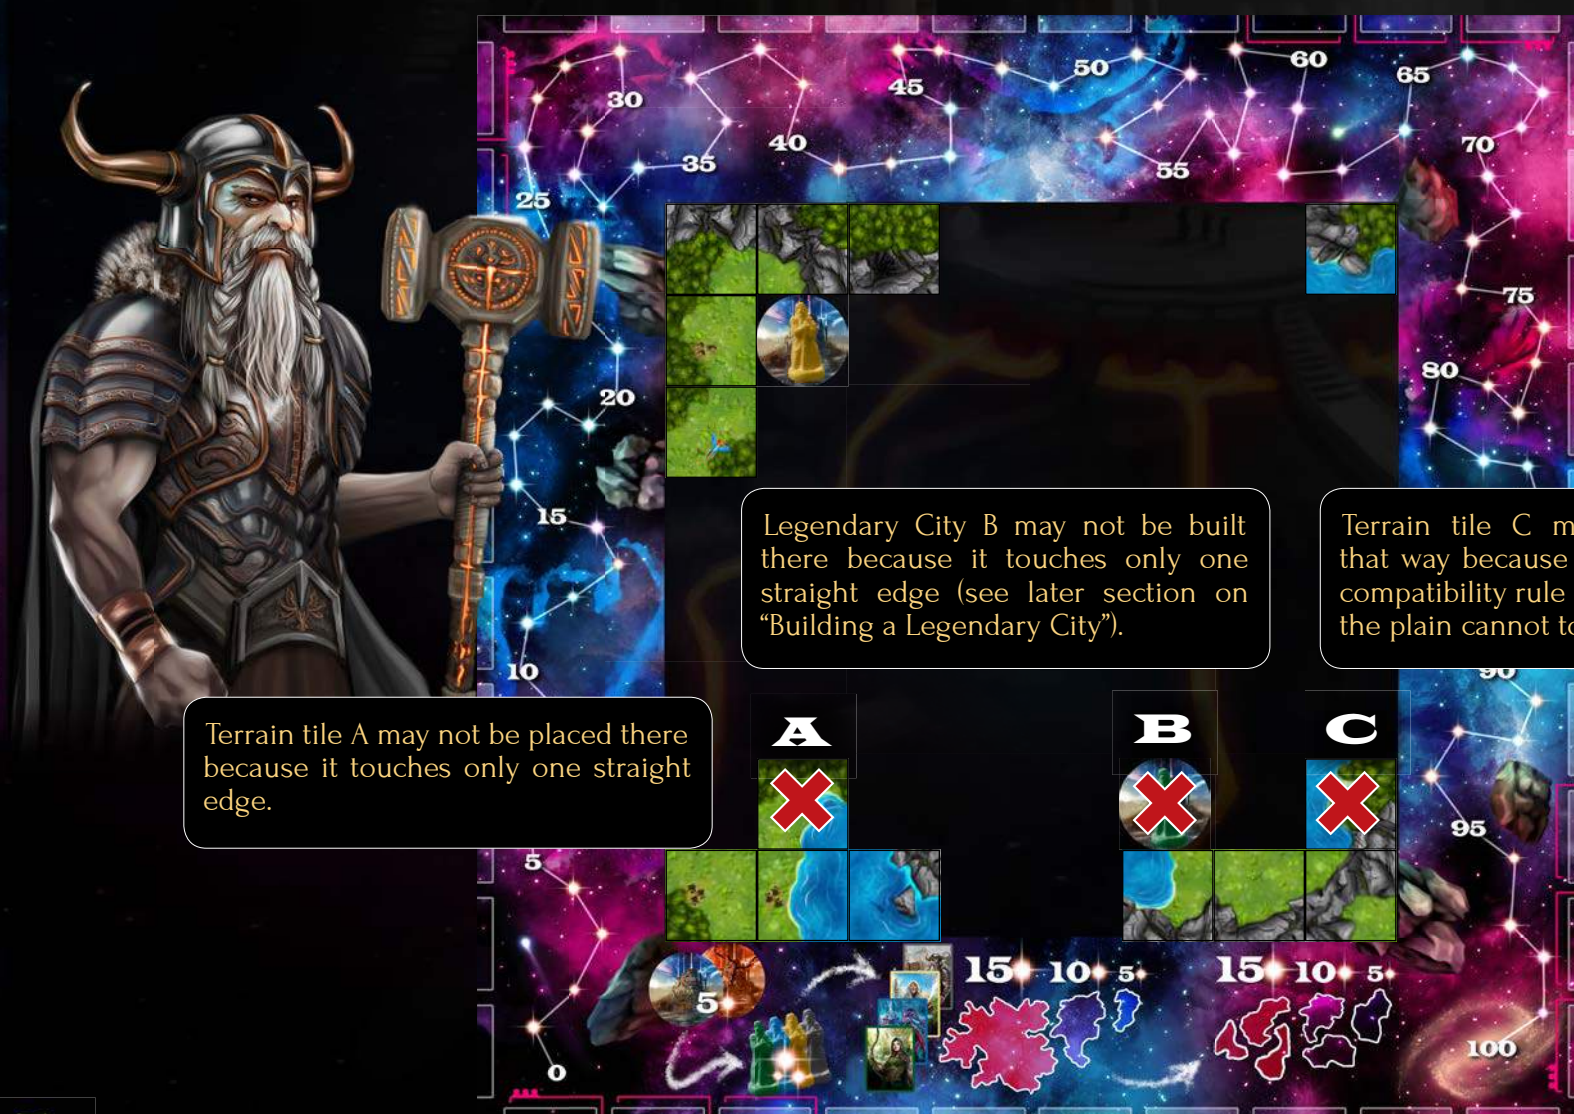 30
45
50
60
65
40
35
55
70
25
75
20
80
15
Legendary City B may not be built
there because it touches only one
straight edge (see later section on
“Building a Legendary City”).
Terrain tile C m
that way because
compatibility rule
the plain cannot to
10
90
Terrain tile A may not be placed there
because it touches only one straight
edge.
A
B
C
95
5
5
15 10 5
15 10 5
0
100